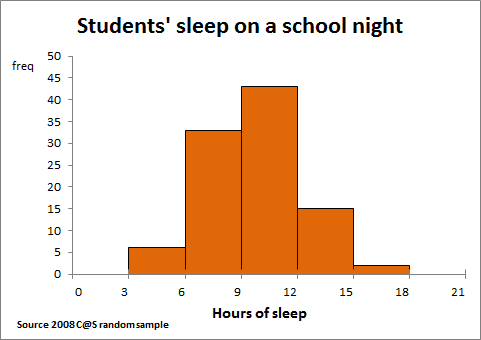 Students' sleep on a school night
freq
50
45
40
35
30
25
20
15
10
5
0
0 3 6 9 12 15 18 21
Hours of sleep
Source 2008 C@S random sample